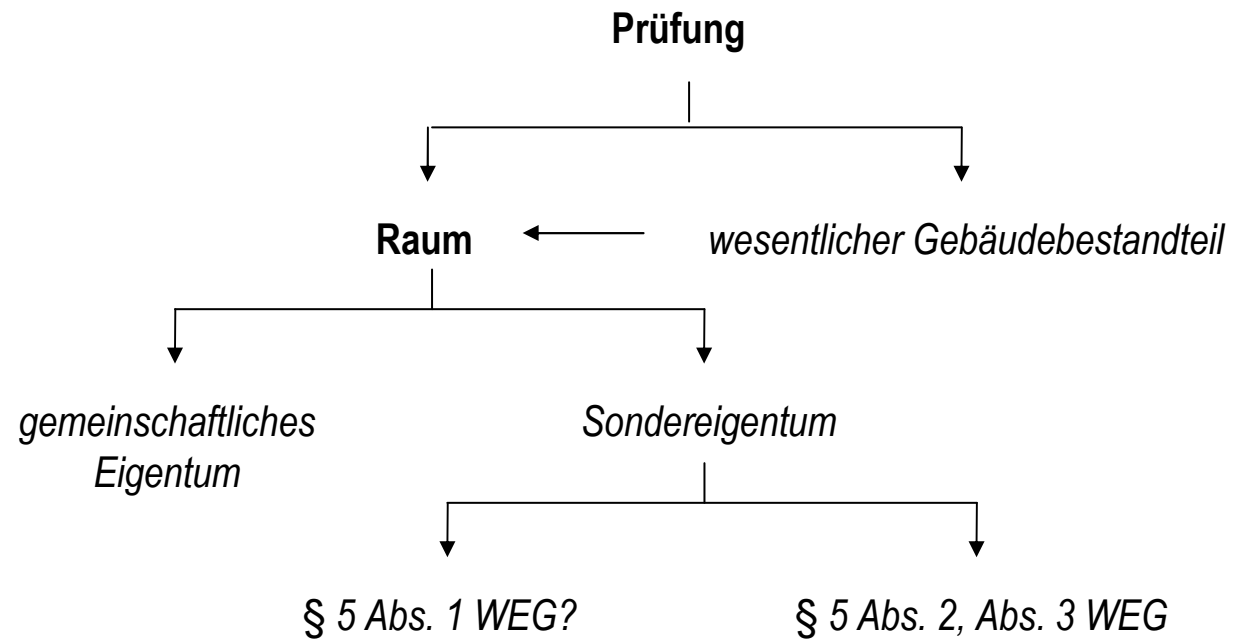 Prüfung
Raum
wesentlicher Gebäudebestandteil
gemeinschaftliches
Eigentum
Sondereigentum
§ 5 Abs. 1 WEG?
§ 5 Abs. 2, Abs. 3 WEG